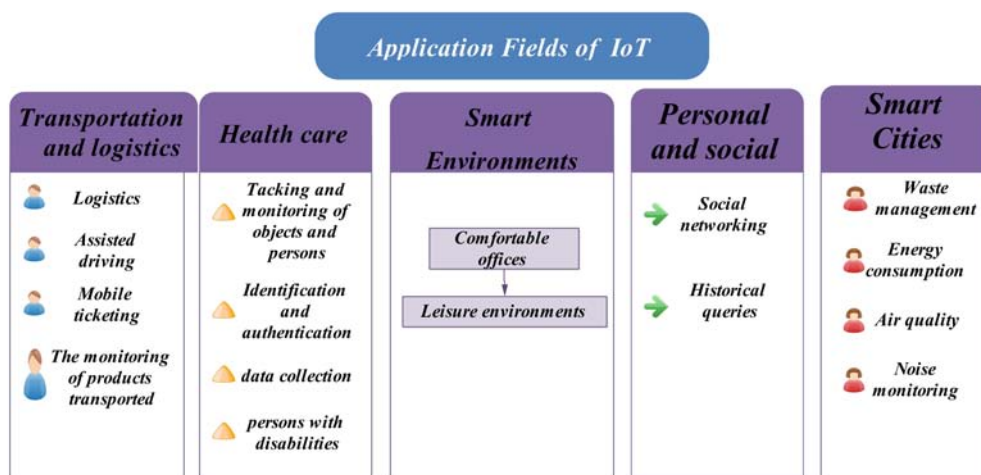 Application Fields of IoT
Transportation
and logistics
Logistics
Assisted
driving
Mobile
ticketing
The monitoring
of products
transported
Health care
Tacking and
monitoring of
objects and
persons
Identification
and
authentication
data collection
persons with
disabilities
Smart
Environments
Comfortable
offices
Leisure environments
Personal
and social
Social
networking
Historical
queries
Smart
Cities
Waste
management
Energy
consumption
Air quality
Noise
monitoring